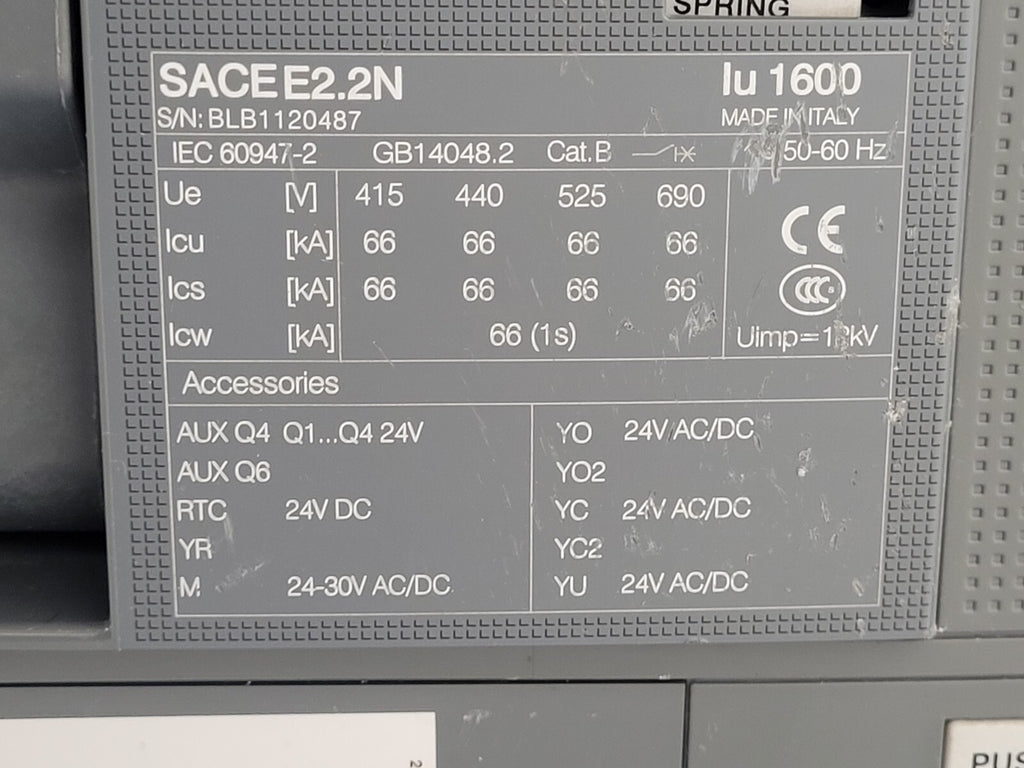 SPRING
SACE E2.2N Iu 1600
S/N: BLB1120487 MADE IN ITALY
IEC 60947-2 GB14048.2 Cat.B 50-60 Hz
Ue [V] 415 440 525 690
Icu [kA] 66 66 66 66
CE
Ics [kA] 66 66 66 66
CCC
Icw [kA] 66 (1s) Uimp=12kV
Accessories
AUX Q4 Q1...Q4 24V YO 24V AC/DC
AUX Q6 YO2
RTC 24V DC YC 24V AC/DC
YR YC2
M 24-30V AC/DC YU 24V AC/DC
2